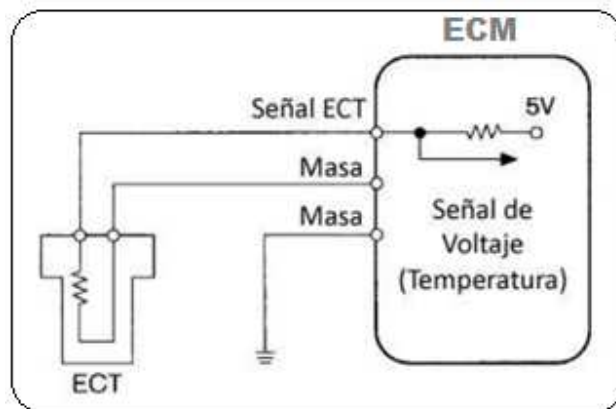 ECM
Señal ECT
5V
Masa
Masa
Señal de
Voltaje
(Temperatura)
ECT